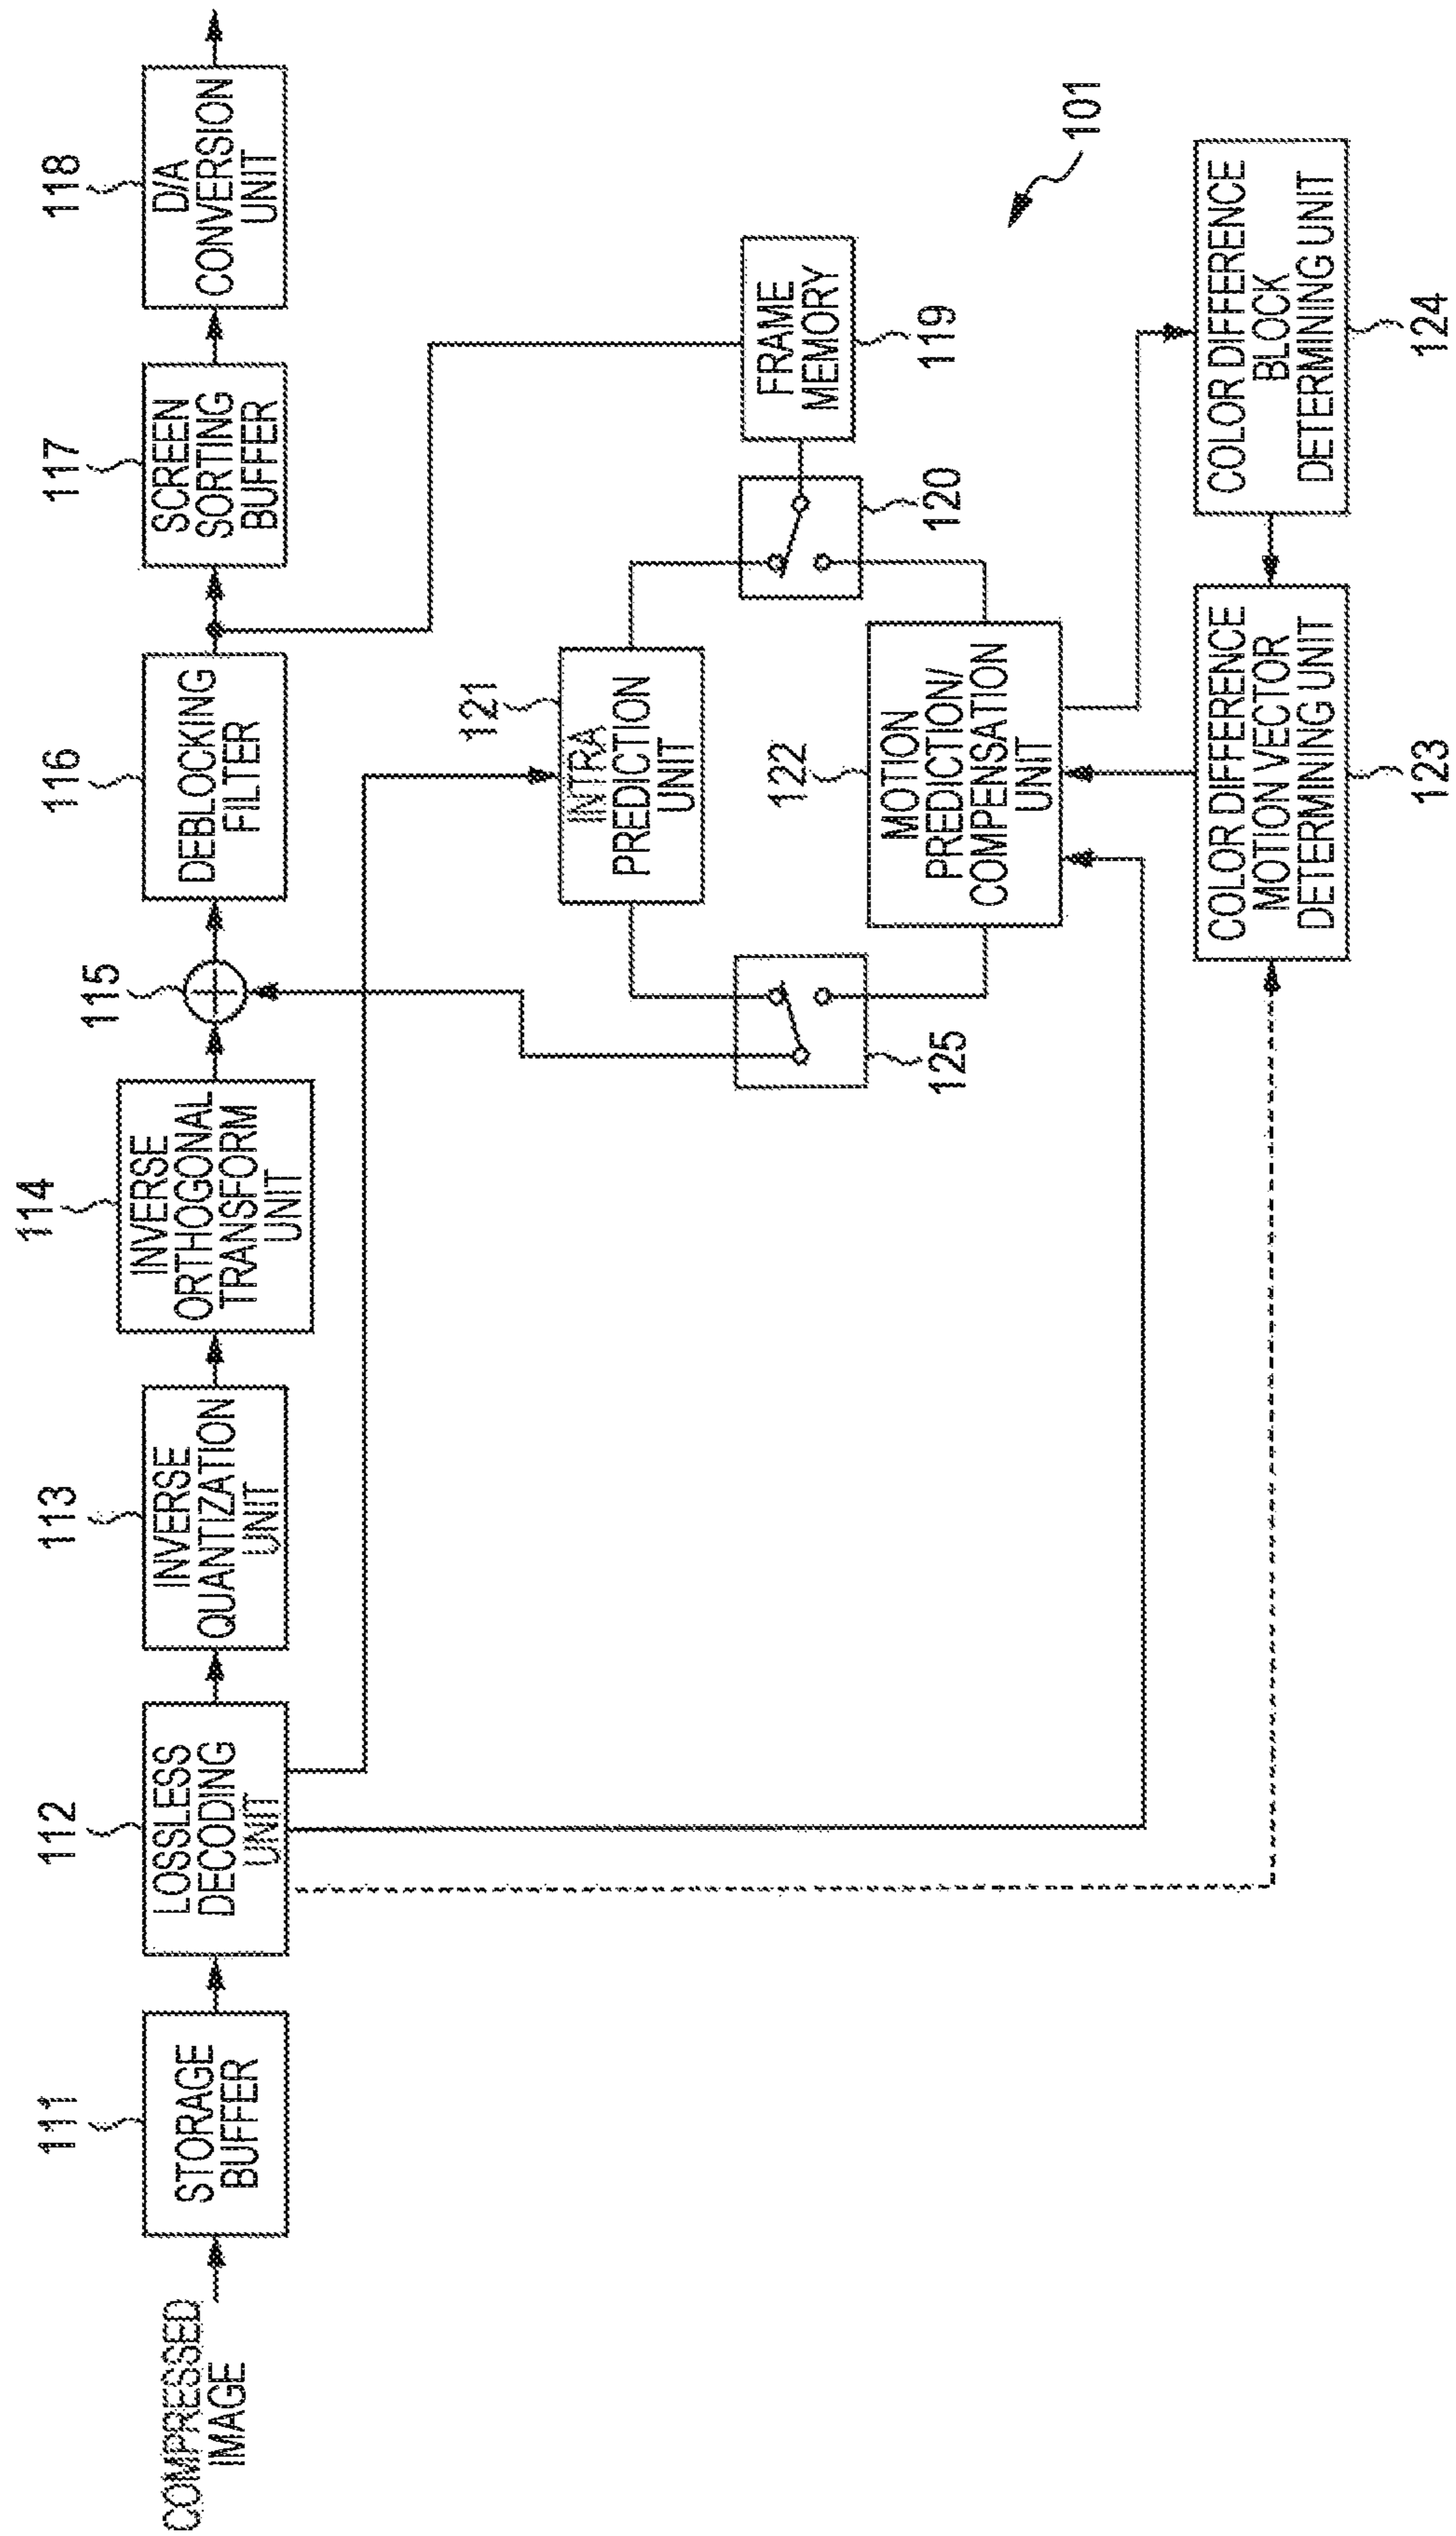 COMPRESSED
IMAGE
111
STORAGE
BUFFER
112
LOSSLESS
DECODING
UNIT
113
INVERSE
QUANTIZATION
UNIT
114
INVERSE
ORTHOGONAL
TRANSFORM
UNIT
115
116
DEBLOCKING
FILTER
117
SCREEN
SORTING
BUFFER
118
D/A
CONVERSION
UNIT
121
INTRA
PREDICTION
UNIT
FRAME
MEMORY
119
120
125
122
MOTION
PREDICTION/
COMPENSATION
UNIT
101
COLOR DIFFERENCE
MOTION VECTOR
DETERMINING UNIT
123
COLOR DIFFERENCE
BLOCK
DETERMINING UNIT
124